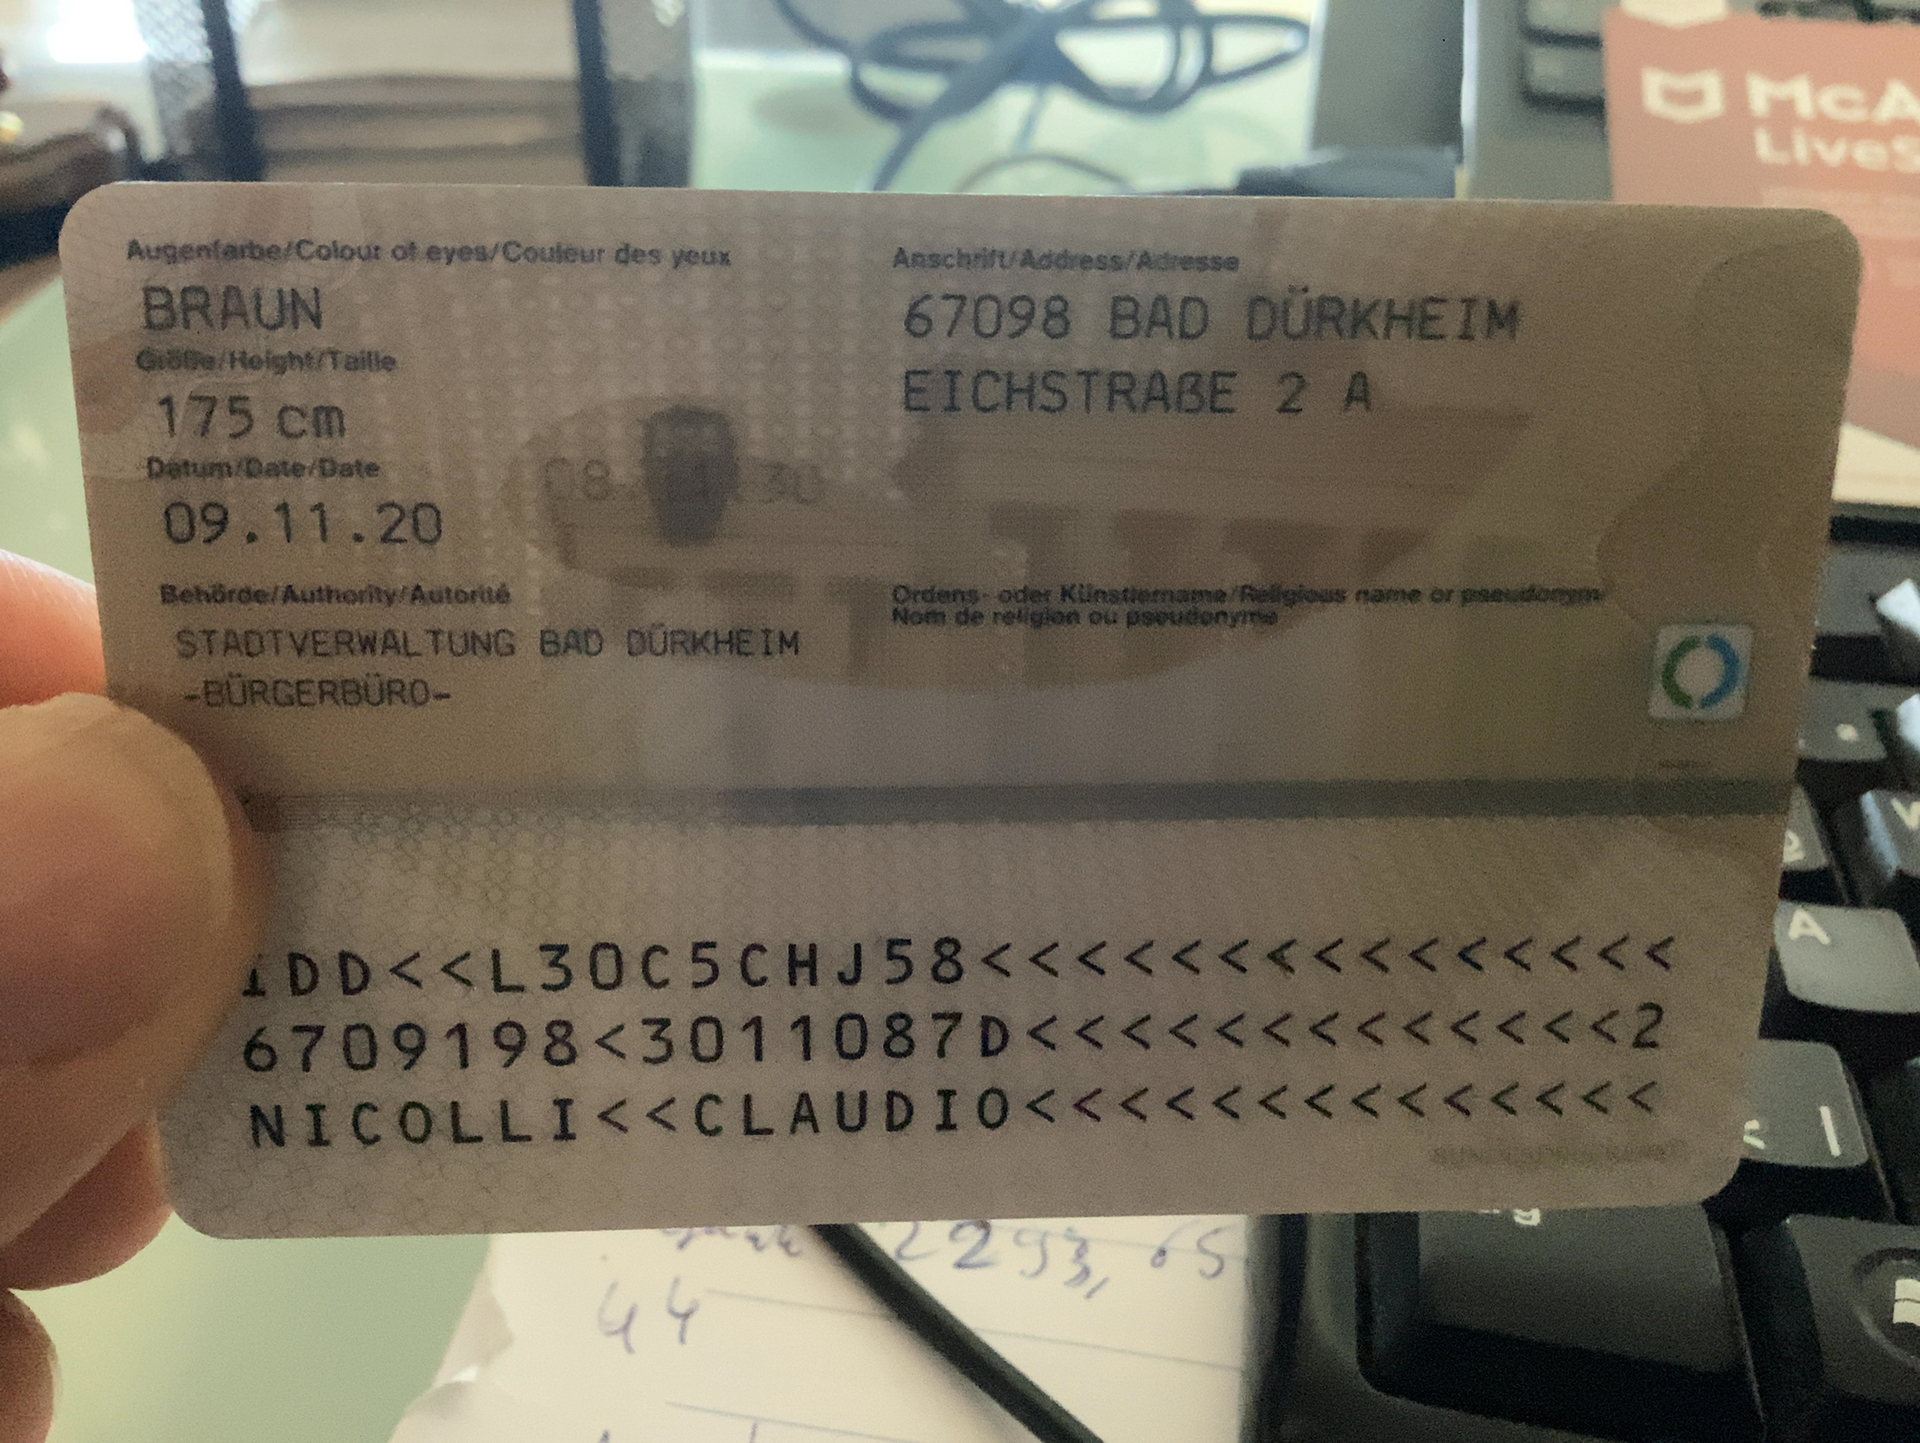 Augenfarbe/Colour of eyes/Couleur des yeux
BRAUN
Größe/Height/Taille
175 cm
Datum/Date/Date
09.11.20
Behörde/Authority/Autorité
STADTVERWALTUNG BAD DÜRKHEIM
-BÜRGERBÜRO-
Anschrift/Address/Adresse
67098 BAD DÜRKHEIM
EICHSTRAßE 2 A
Ordens- oder Künstlername/Religious name or pseudonym
Nom de religion ou pseudonyme
IDD<<L30C5CHJ58<<<<<<<<<<<<<<<
6709198<3011087D<<<<<<<<<<<<<2
NICOLLI<<CLAUDIO<<<<<<<<<<<<<<
44
A